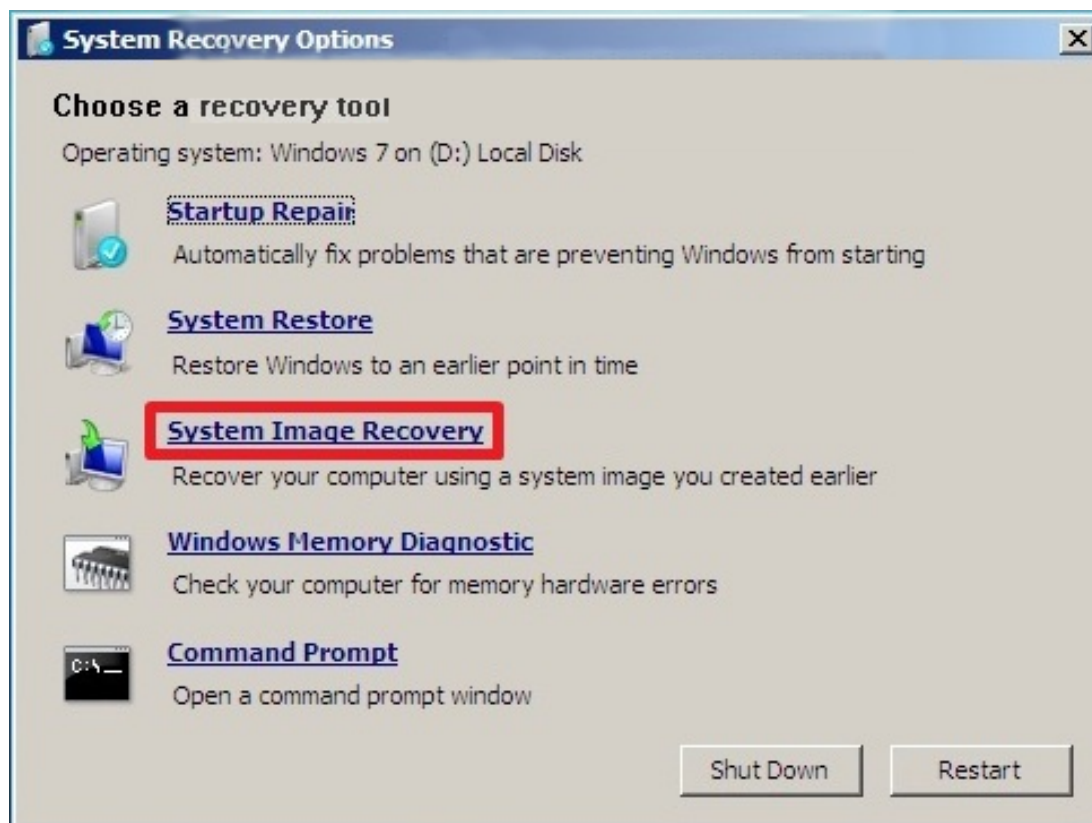 System Recovery Options
Choose a recovery tool
Operating system: Windows 7 on (D:) Local Disk
Startup Repair
Automatically fix problems that are preventing Windows from starting
System Restore
Restore Windows to an earlier point in time
System Image Recovery
Recover your computer using a system image you created earlier
Windows Memory Diagnostic
Check your computer for memory hardware errors
C:\_
Command Prompt
Open a command prompt window
Shut Down
Restart